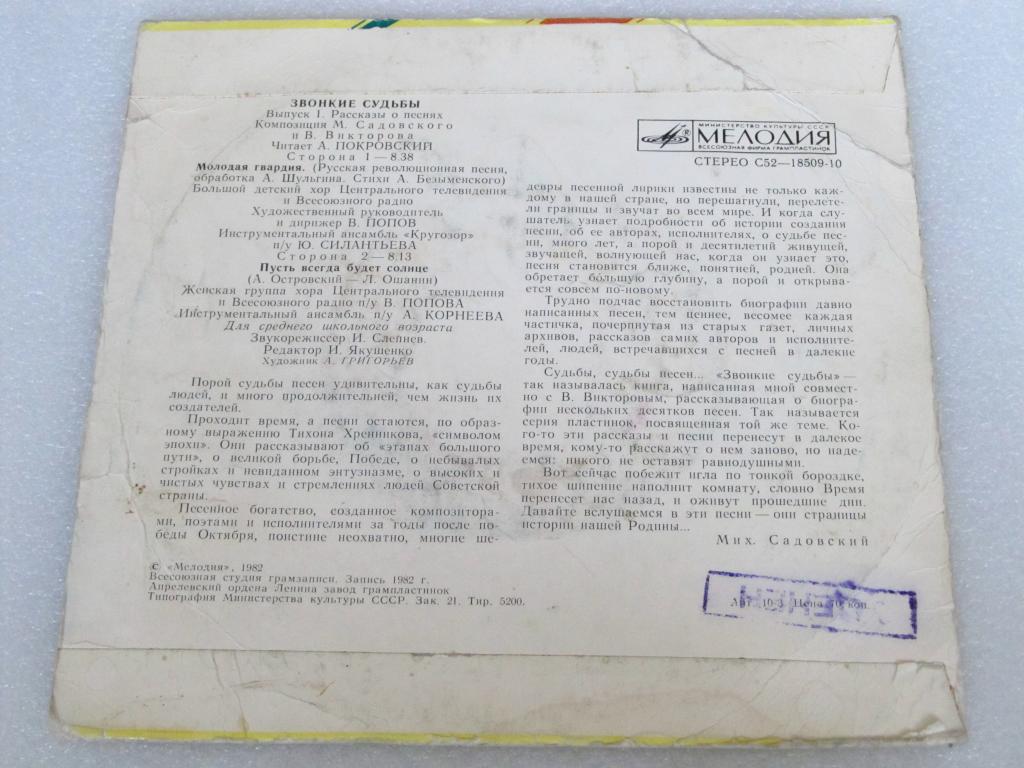 ЗВОНКИЕ СУДЬБЫ
Выпуск I. Рассказы о песнях
Композиция М. Садовского
и В. Викторова
Читает А. ПОКРОВСКИЙ
Сторона 1 — 8.38
Молодая гвардия. (Русская революционная песня,
обработка А. Шульгина. Стихи А. Безыменского)
Большой детский хор Центрального телевидения
и Всесоюзного радио
Художественный руководитель
и дирижер В. ПОПОВ
Инструментальный ансамбль «Кругозор»
п/у Ю. СИЛАНТЬЕВА
Сторона 2 — 8.13
Пусть всегда будет солнце
(А. Островский — Л. Ошанин)
Женская группа хора Центрального телевидения
и Всесоюзного радио п/у В. ПОПОВА
Инструментальный ансамбль п/у А. КОРНЕЕВА
Для среднего школьного возраста
Звукорежиссер И. Слепнев.
Редактор И. Якушенко
Художник А. ГРИГОРЬЕВ
Порой судьбы песен удивительны, как судьбы
людей, и много продолжительней, чем жизнь их
создателей.
Проходит время, а песни остаются, по образ-
ному выражению Тихона Хренникова, «символом
эпохи». Они рассказывают об «этапах большого
пути», о великой борьбе, Победе, о небывалых
стройках и невиданном энтузиазме, о высоких и
чистых чувствах и стремлениях людей Советской
страны.
Песенное богатство, созданное композитора-
ми, поэтами и исполнителями за годы после по-
беды Октября, поистине неохватно, многие ше-
МИНИСТЕРСТВО КУЛЬТУРЫ СССР
МЕЛОДИЯ
ВСЕСОЮЗНАЯ ФИРМА ГРАМПЛАСТИНОК
СТЕРЕО С52—18509-10
девры песенной лирики известны не только каж-
дому в нашей стране, но перешагнули, перелете-
ли границы и звучат во всем мире. И когда слу-
шатель узнает подробности об истории создания
песни, об ее авторах, исполнителях, о судьбе пес-
ни, много лет, а порой и десятилетий живущей,
звучащей, волнующей нас, когда он узнает это,
песня становится ближе, понятней, родней. Она
обретает бо́льшую глубину, а порой и открыва-
ется совсем по-новому.
Трудно подчас восстановить биографии давно
написанных песен, тем ценнее, весомее каждая
частичка, почерпнутая из старых газет, личных
архивов, рассказов самих авторов и исполните-
лей, людей, встречавшихся с песней в далекие
годы.
Судьбы, судьбы песен... «Звонкие судьбы» —
так называлась книга, написанная мной совмест-
но с В. Викторовым, рассказывающая о биогра-
фии нескольких десятков песен. Так называется
серия пластинок, посвященная той же теме. Ко-
го-то эти рассказы и песни перенесут в далекое
время, кому-то расскажут о нем заново, но наде-
емся: никого не оставят равнодушными.
Вот сейчас побежит игла по тонкой бороздке,
тихое шипение наполнит комнату, словно Время
перенесет нас назад, и оживут прошедшие дни.
Давайте вслушаемся в эти песни — они страницы
истории нашей Родины...
Мих. Садовский
© «Мелодия», 1982
Всесоюзная студия грамзаписи. Запись 1982 г.
Апрелевский ордена Ленина завод грампластинок
Типография Министерства культуры СССР. Зак. 21. Тир. 5200.
Арт. 10-3. Цена 70 коп.